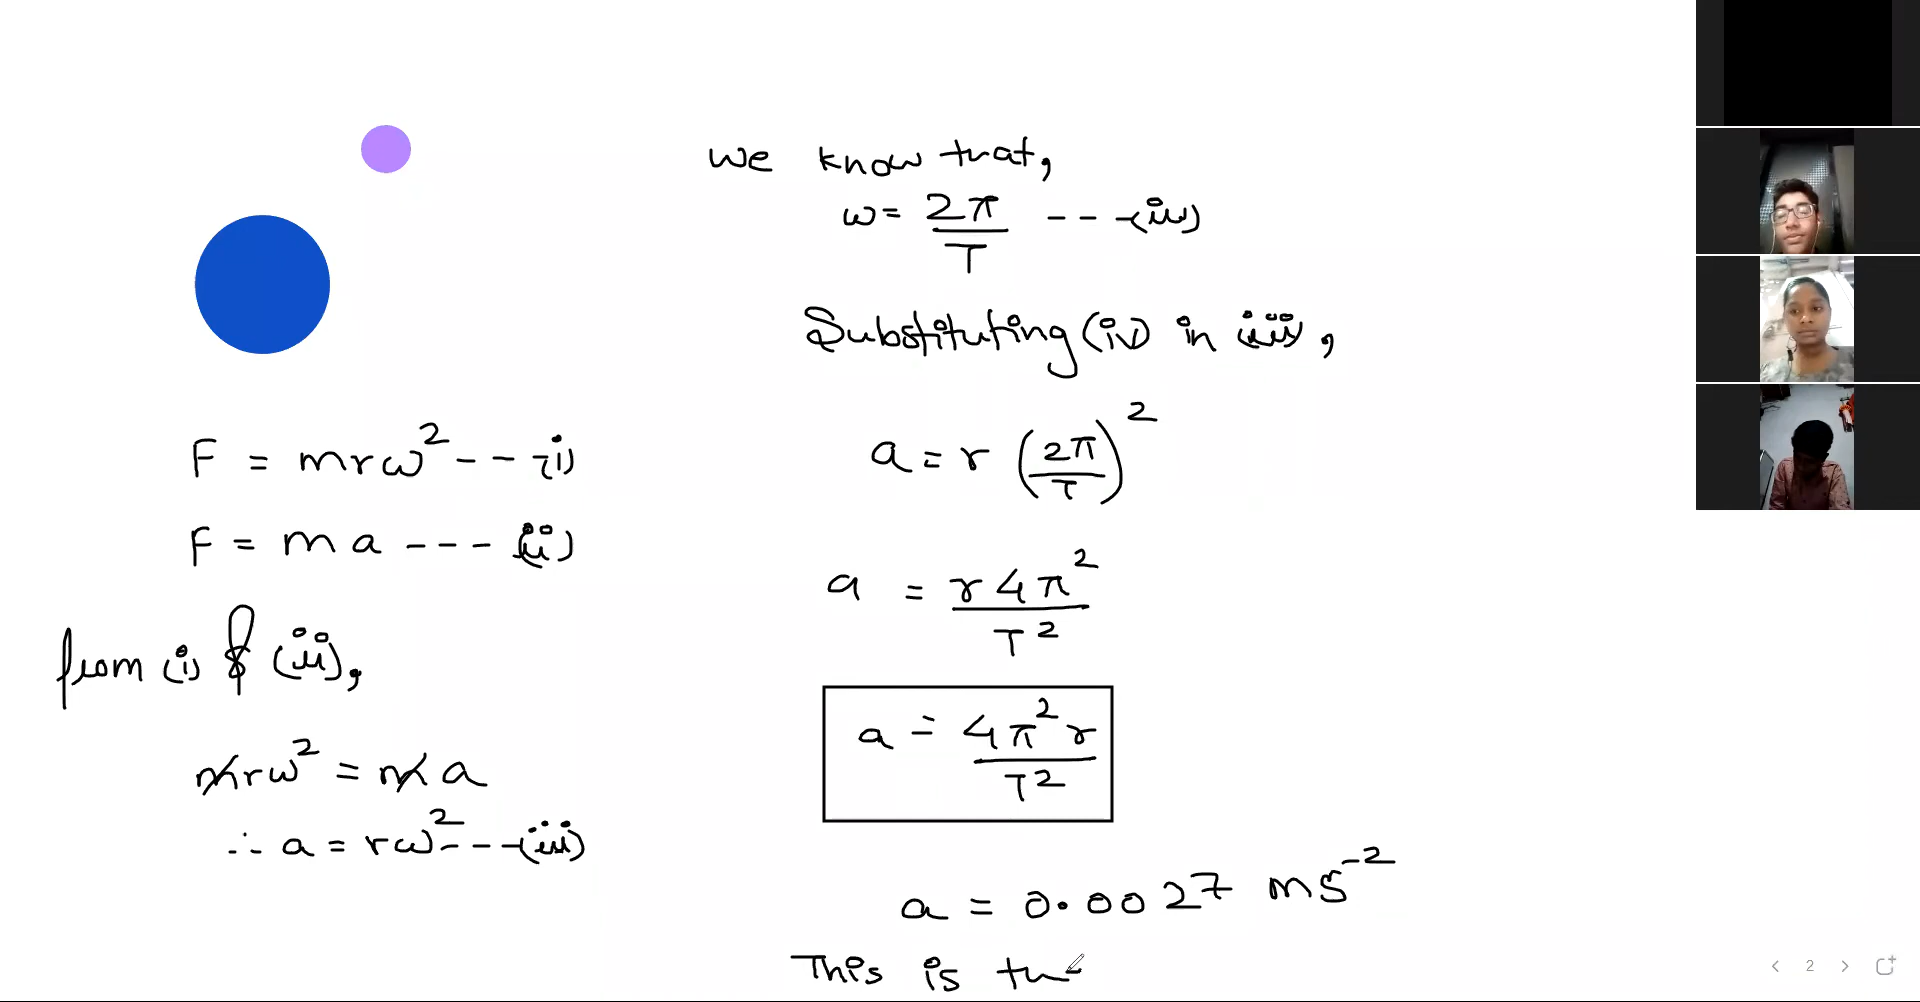 F = mrω² -- (i)
F = ma --- (ii)
from (i) & (ii),
mrω² = ma
∴ a = rω² --- (iii)
we know that,
ω = 2π/T --- (iv)
Substituting (iv) in (iii),
a = r (2π/T)²
a = r4π²/T²
a = 4π²r/T²
a = 0.0027 ms⁻²
This is the
< 2 >